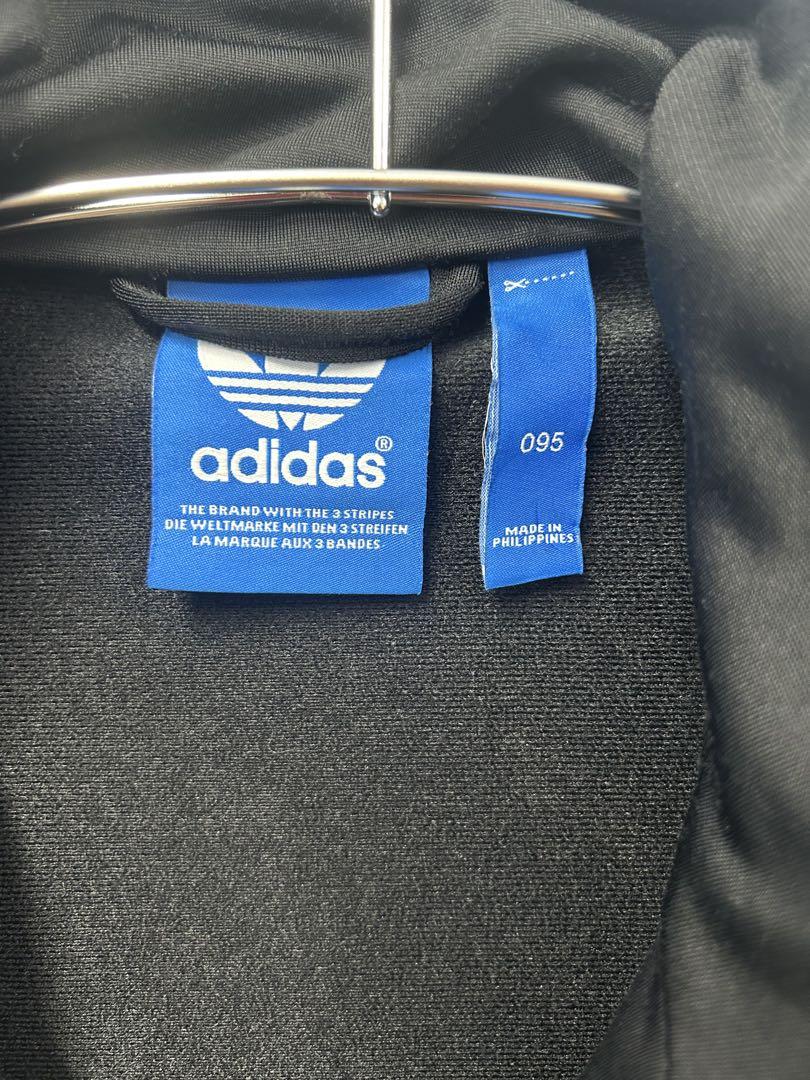 adidas®
THE BRAND WITH THE 3 STRIPES
DIE WELTMARKE MIT DEN 3 STREIFEN
LA MARQUE AUX 3 BANDES
095
MADE IN
PHILIPPINES